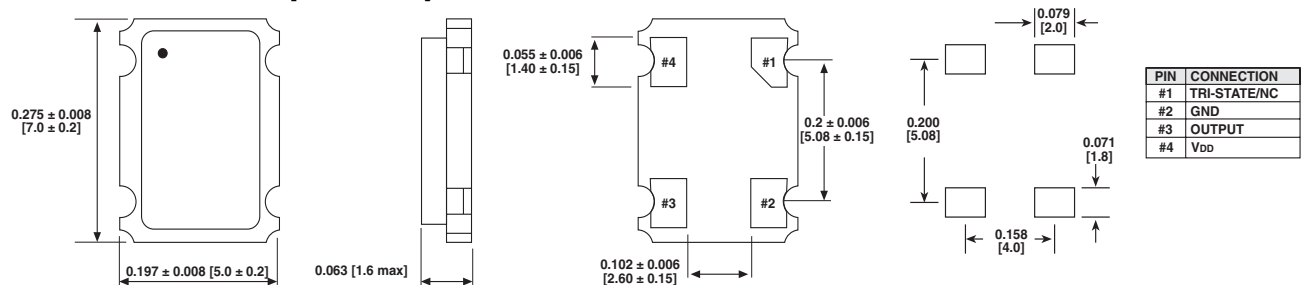 0.275 ± 0.008
[7.0 ± 0.2]
0.197 ± 0.008 [5.0 ± 0.2]
0.063 [1.6 max]
0.055 ± 0.006
[1.40 ± 0.15]
#4
#1
#3
#2
0.2 ± 0.006
[5.08 ± 0.15]
0.102 ± 0.006
[2.60 ± 0.15]
0.079
[2.0]
0.200
[5.08]
0.071
[1.8]
0.158
[4.0]
PIN CONNECTION
#1 TRI-STATE/NC
#2 GND
#3 OUTPUT
#4 VDD